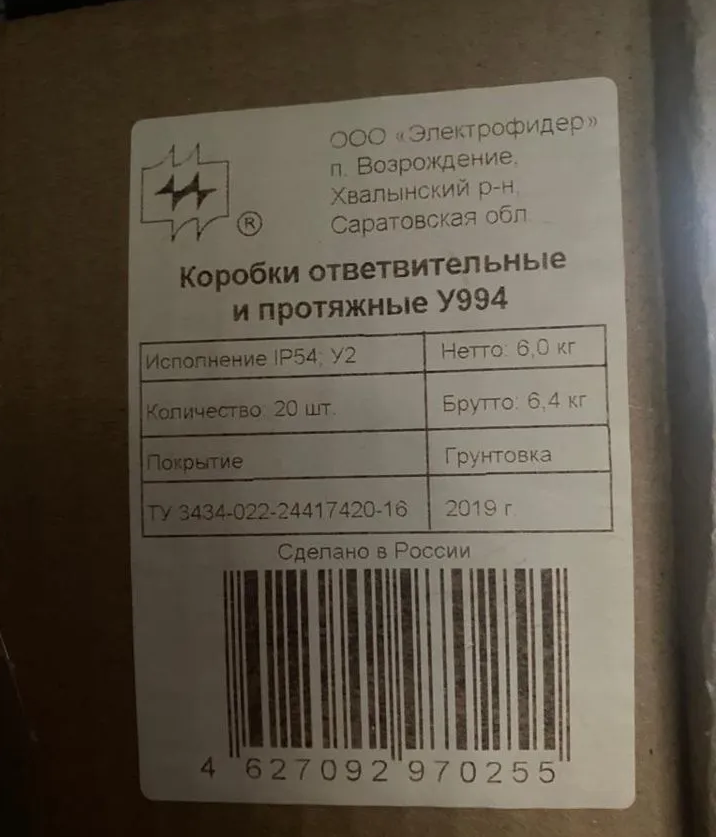 ООО «Электрофидер»
п. Возрождение,
Хвалынский р-н,
Саратовская обл.
®
Коробки ответвительные
и протяжные У994
Исполнение IP54; У2 Нетто: 6,0 кг
Количество: 20 шт. Брутто: 6,4 кг
Покрытие Грунтовка
ТУ 3434-022-24417420-16 2019 г.
Сделано в России
4 627092 970255